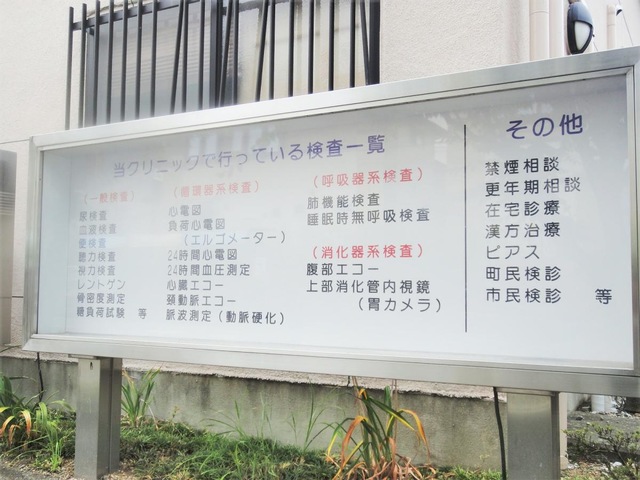 当クリニックで行っている検査一覧
(一般検査)
尿検査
血液検査
便検査
聴力検査
視力検査
レントゲン
骨密度測定
糖負荷試験 等
(循環器系検査)
心電図
負荷心電図
(エルゴメーター)
24時間心電図
24時間血圧測定
心臓エコー
頸動脈エコー
脈波測定(動脈硬化)
(呼吸器系検査)
肺機能検査
睡眠時無呼吸検査
(消化器系検査)
腹部エコー
上部消化管内視鏡
(胃カメラ)
その他
禁煙相談
更年期相談
在宅診療
漢方治療
ピアス
町民検診
市民検診 等